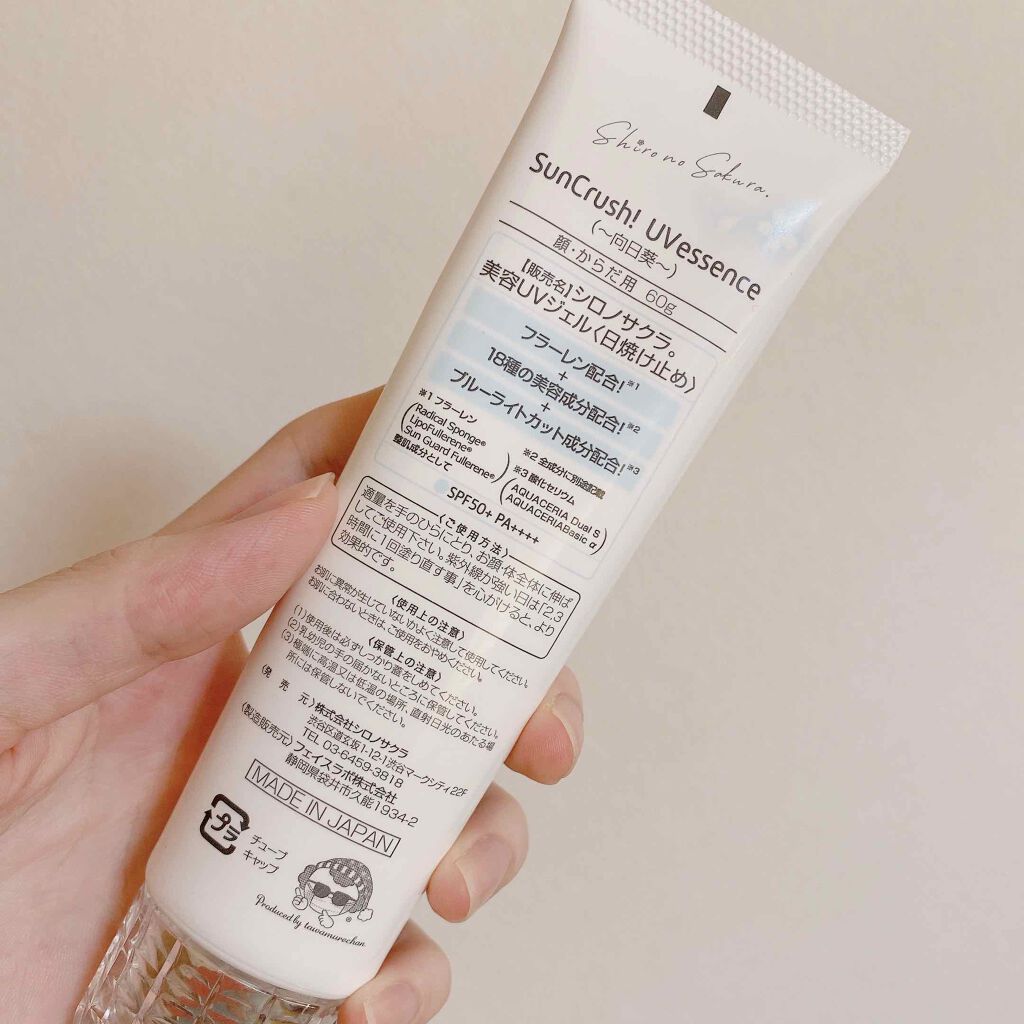 Shiro no Sakura.
SunCrush! UVessence
(〜向日葵〜)
顔・からだ用 60g
【販売名】シロノサクラ。
美容UVジェル〈日焼け止め〉
フラーレン配合!※1
+
18種の美容成分配合!※2
+
ブルーライトカット成分配合!※3
※1 フラーレン
(Radical Sponge®
LipoFullerene®
Sun Guard Fullerene®)
整肌成分として
※2 全成分に別途記載
※3 酸化セリウム
(AQUACERIA Dual S
AQUACERIABasic α)
SPF50+ PA++++
〈ご使用方法〉
適量を手のひらにとり、お顔・体全体に伸ば
してご使用下さい。紫外線が強い日は「2,3
時間に1回塗り直す事」を心がけると、より
効果的です。
〈使用上の注意〉
お肌に異常が生じていないかよく注意して使用してください。
お肌に合わないときは、ご使用をおやめください。
〈保管上の注意〉
(1)使用後は必ずしっかり蓋をしめてください。
(2)乳幼児の手の届かないところに保管してください。
(3)極端に高温又は低温の場所、直射日光のあたる場
所には保管しないでください。
〈発売元〉株式会社シロノサクラ
渋谷区道玄坂1-12-1渋谷マークシティ22F
TEL 03-6459-3818
〈製造販売元〉フェイスラボ株式会社
静岡県袋井市久能1934-2
MADE IN JAPAN
プラ
チューブ
キャップ
®
Produced by tawamurechan